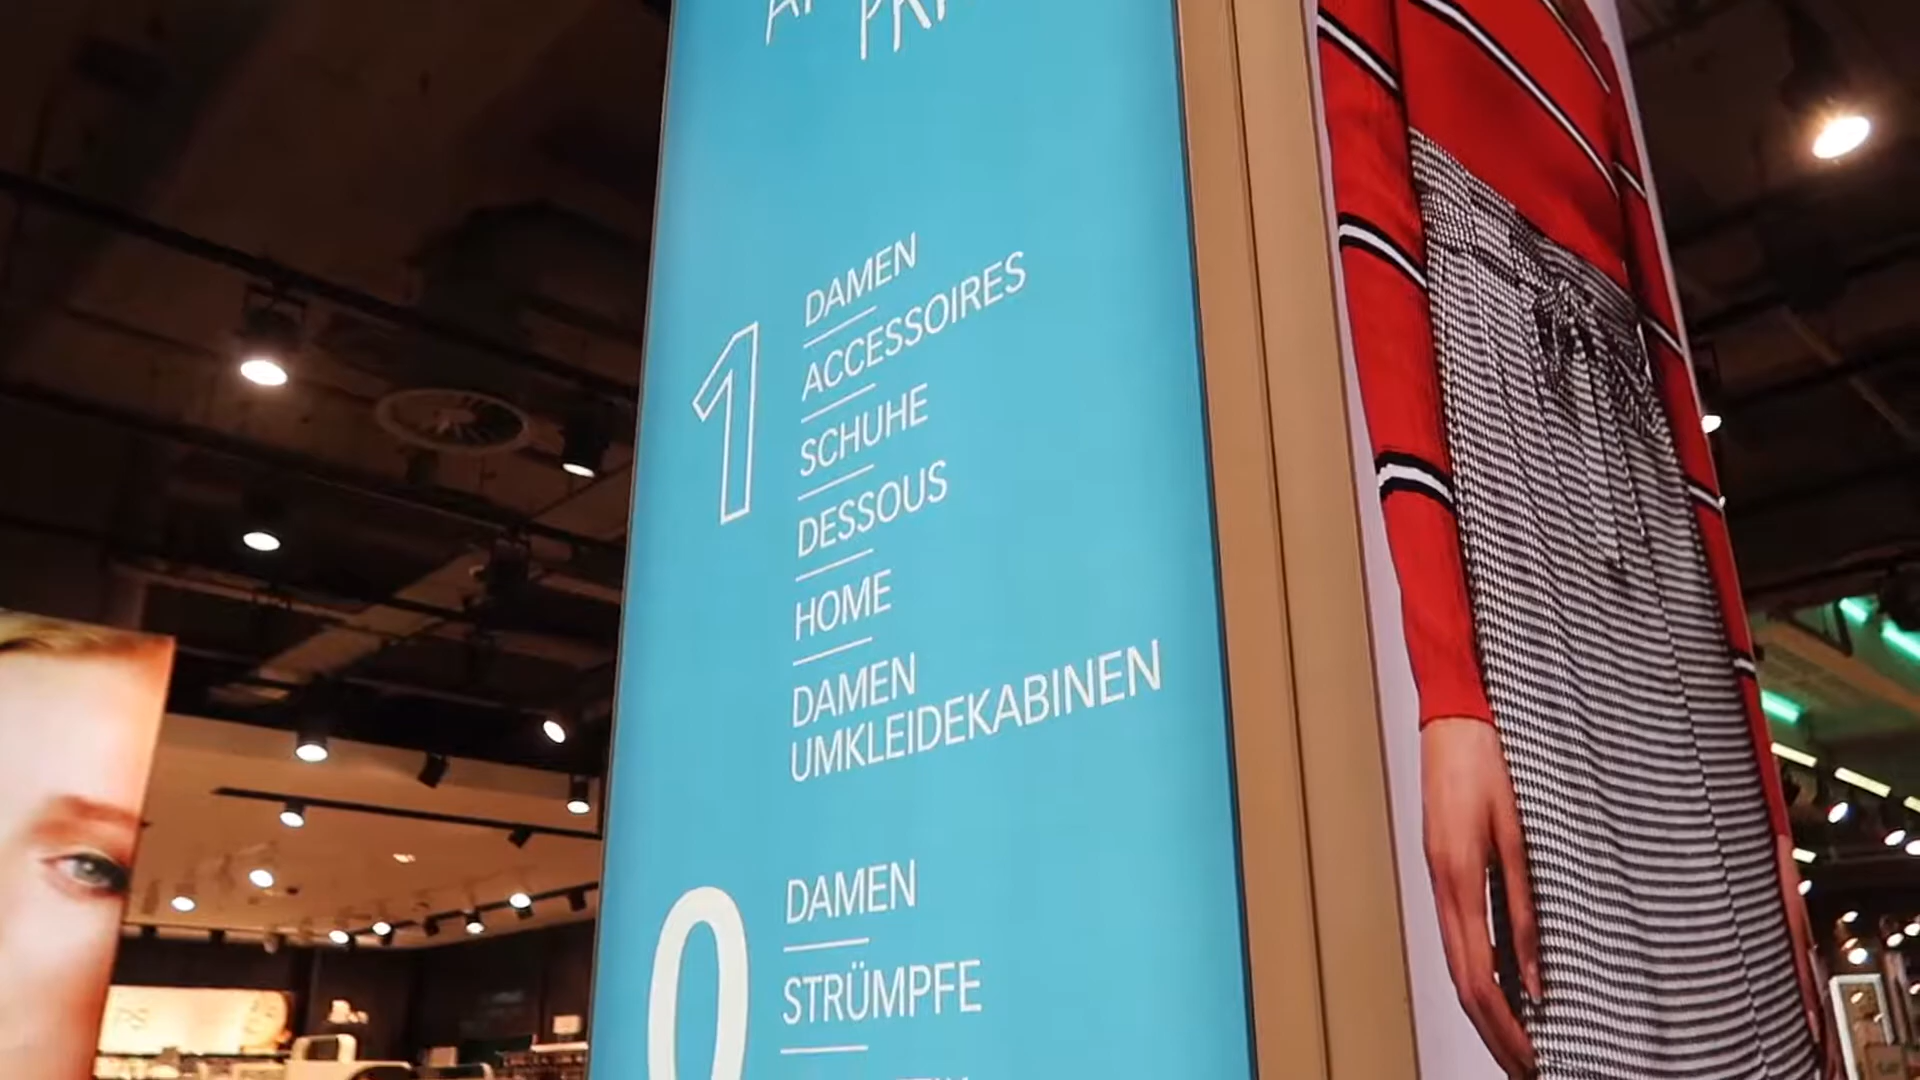 1
DAMEN
ACCESSOIRES
SCHUHE
DESSOUS
HOME
DAMEN
UMKLEIDEKABINEN
0
DAMEN
STRÜMPFE